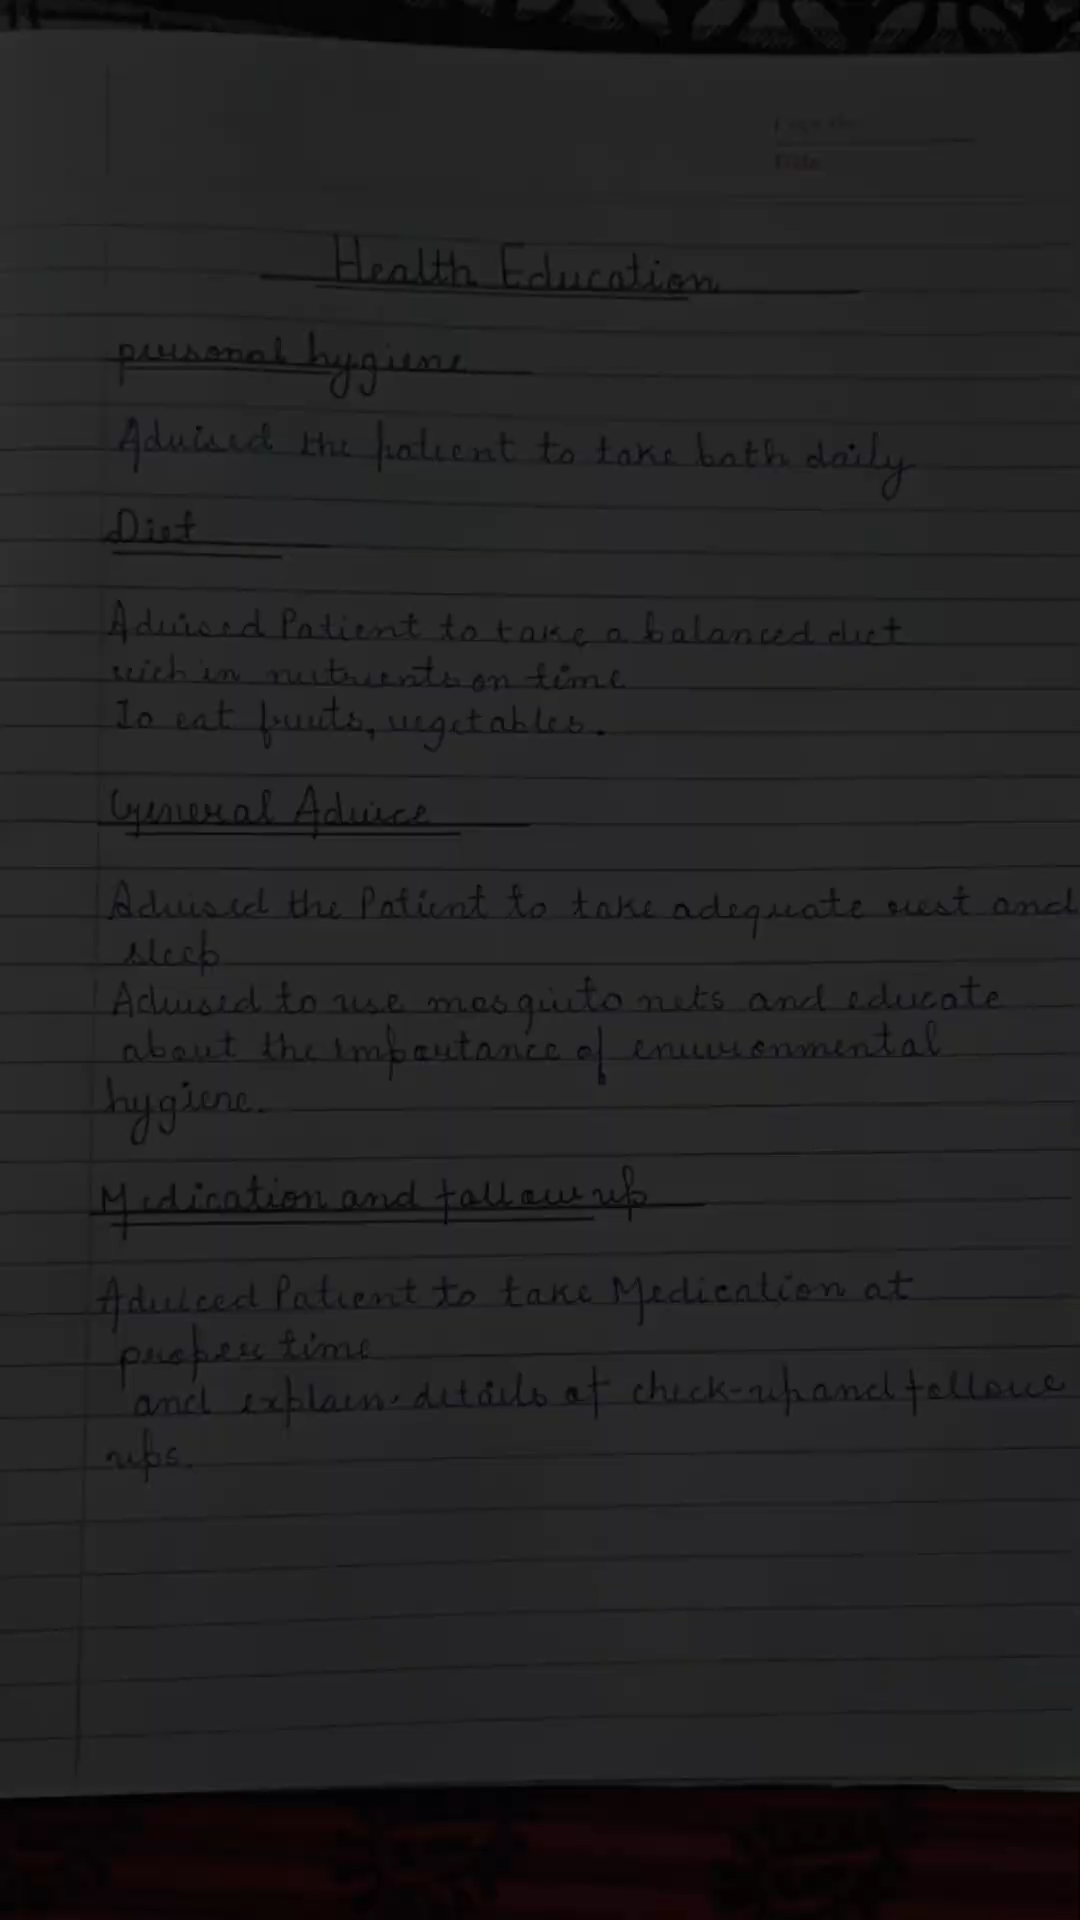 Page No.
Date
Health Education
personal hygiene
Advised the patient to take bath daily
Diet
Advised Patient to take a balanced diet
rich in nutrients on time
To eat fruits, vegetables.
General Advice
Advised the Patient to take adequate rest and
sleep
Advised to use mosquito nets and educate
about the importance of environmental
hygiene.
Medication and follow up
Adviced Patient to take Medication at
proper time
and explain details of check-up and follow
ups.